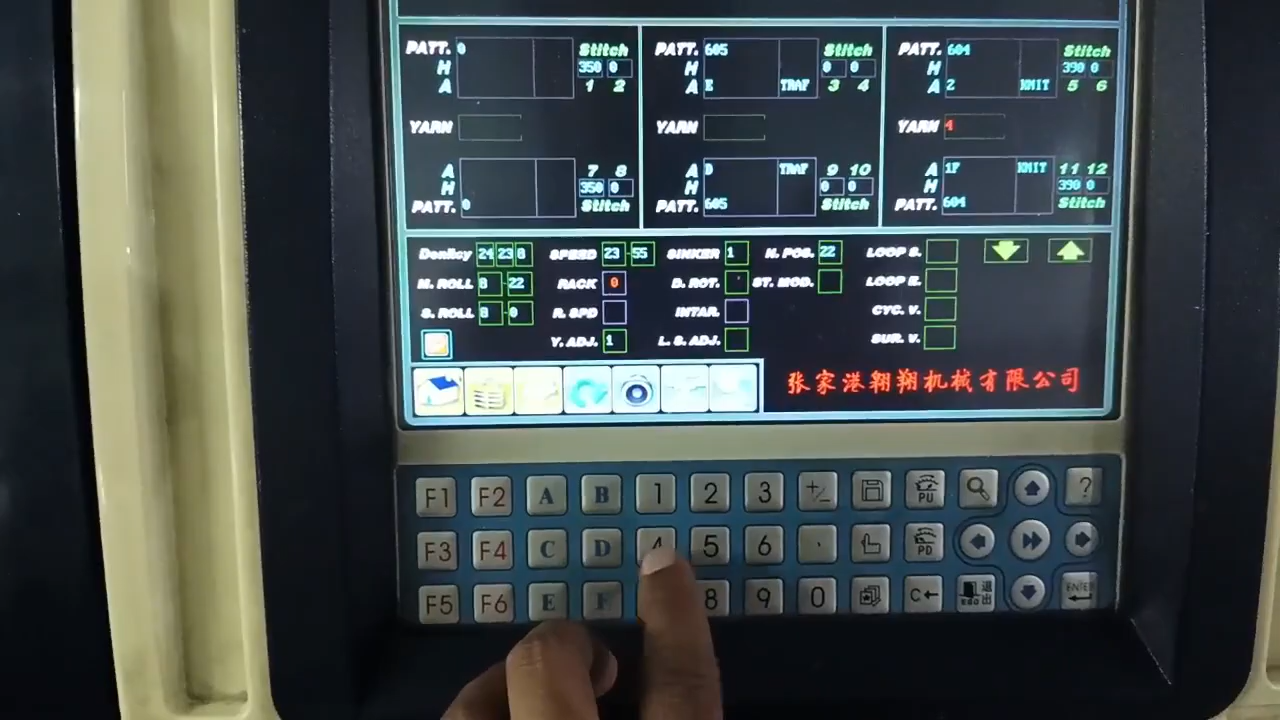 PATT. 0 Stitch PATT. 605 Stitch PATT. 604 Stitch
H 350 0 H 0 0 H 390 0
A 1 2 A E TRAF 3 4 A 2 KNIT 5 6
YARN YARN YARN 4
A 7 8 A D TRAF 9 10 A 1F KNIT 11 12
H 350 0 H 0 0 H 390 0
PATT. 0 Stitch PATT. 605 Stitch PATT. 604 Stitch
24 23 8 SPEED 23 - 55 SINKER 1 N. POS. 22 LOOP S.
M. ROLL 8 - 22 RACK 0 D. ROT. ST. MOD. LOOP E.
S. ROLL 8 - 0 R. SPD INTAR. CYC. V.
Y. ADJ. 1 L. S. ADJ. SUR. V.
张家港翔翔机械有限公司
F1 F2 A B 1 2 3 +/- PU ?
F3 F4 C D 4 5 6 . PD
F5 F6 E F 8 9 0 C← 退出 ENTER